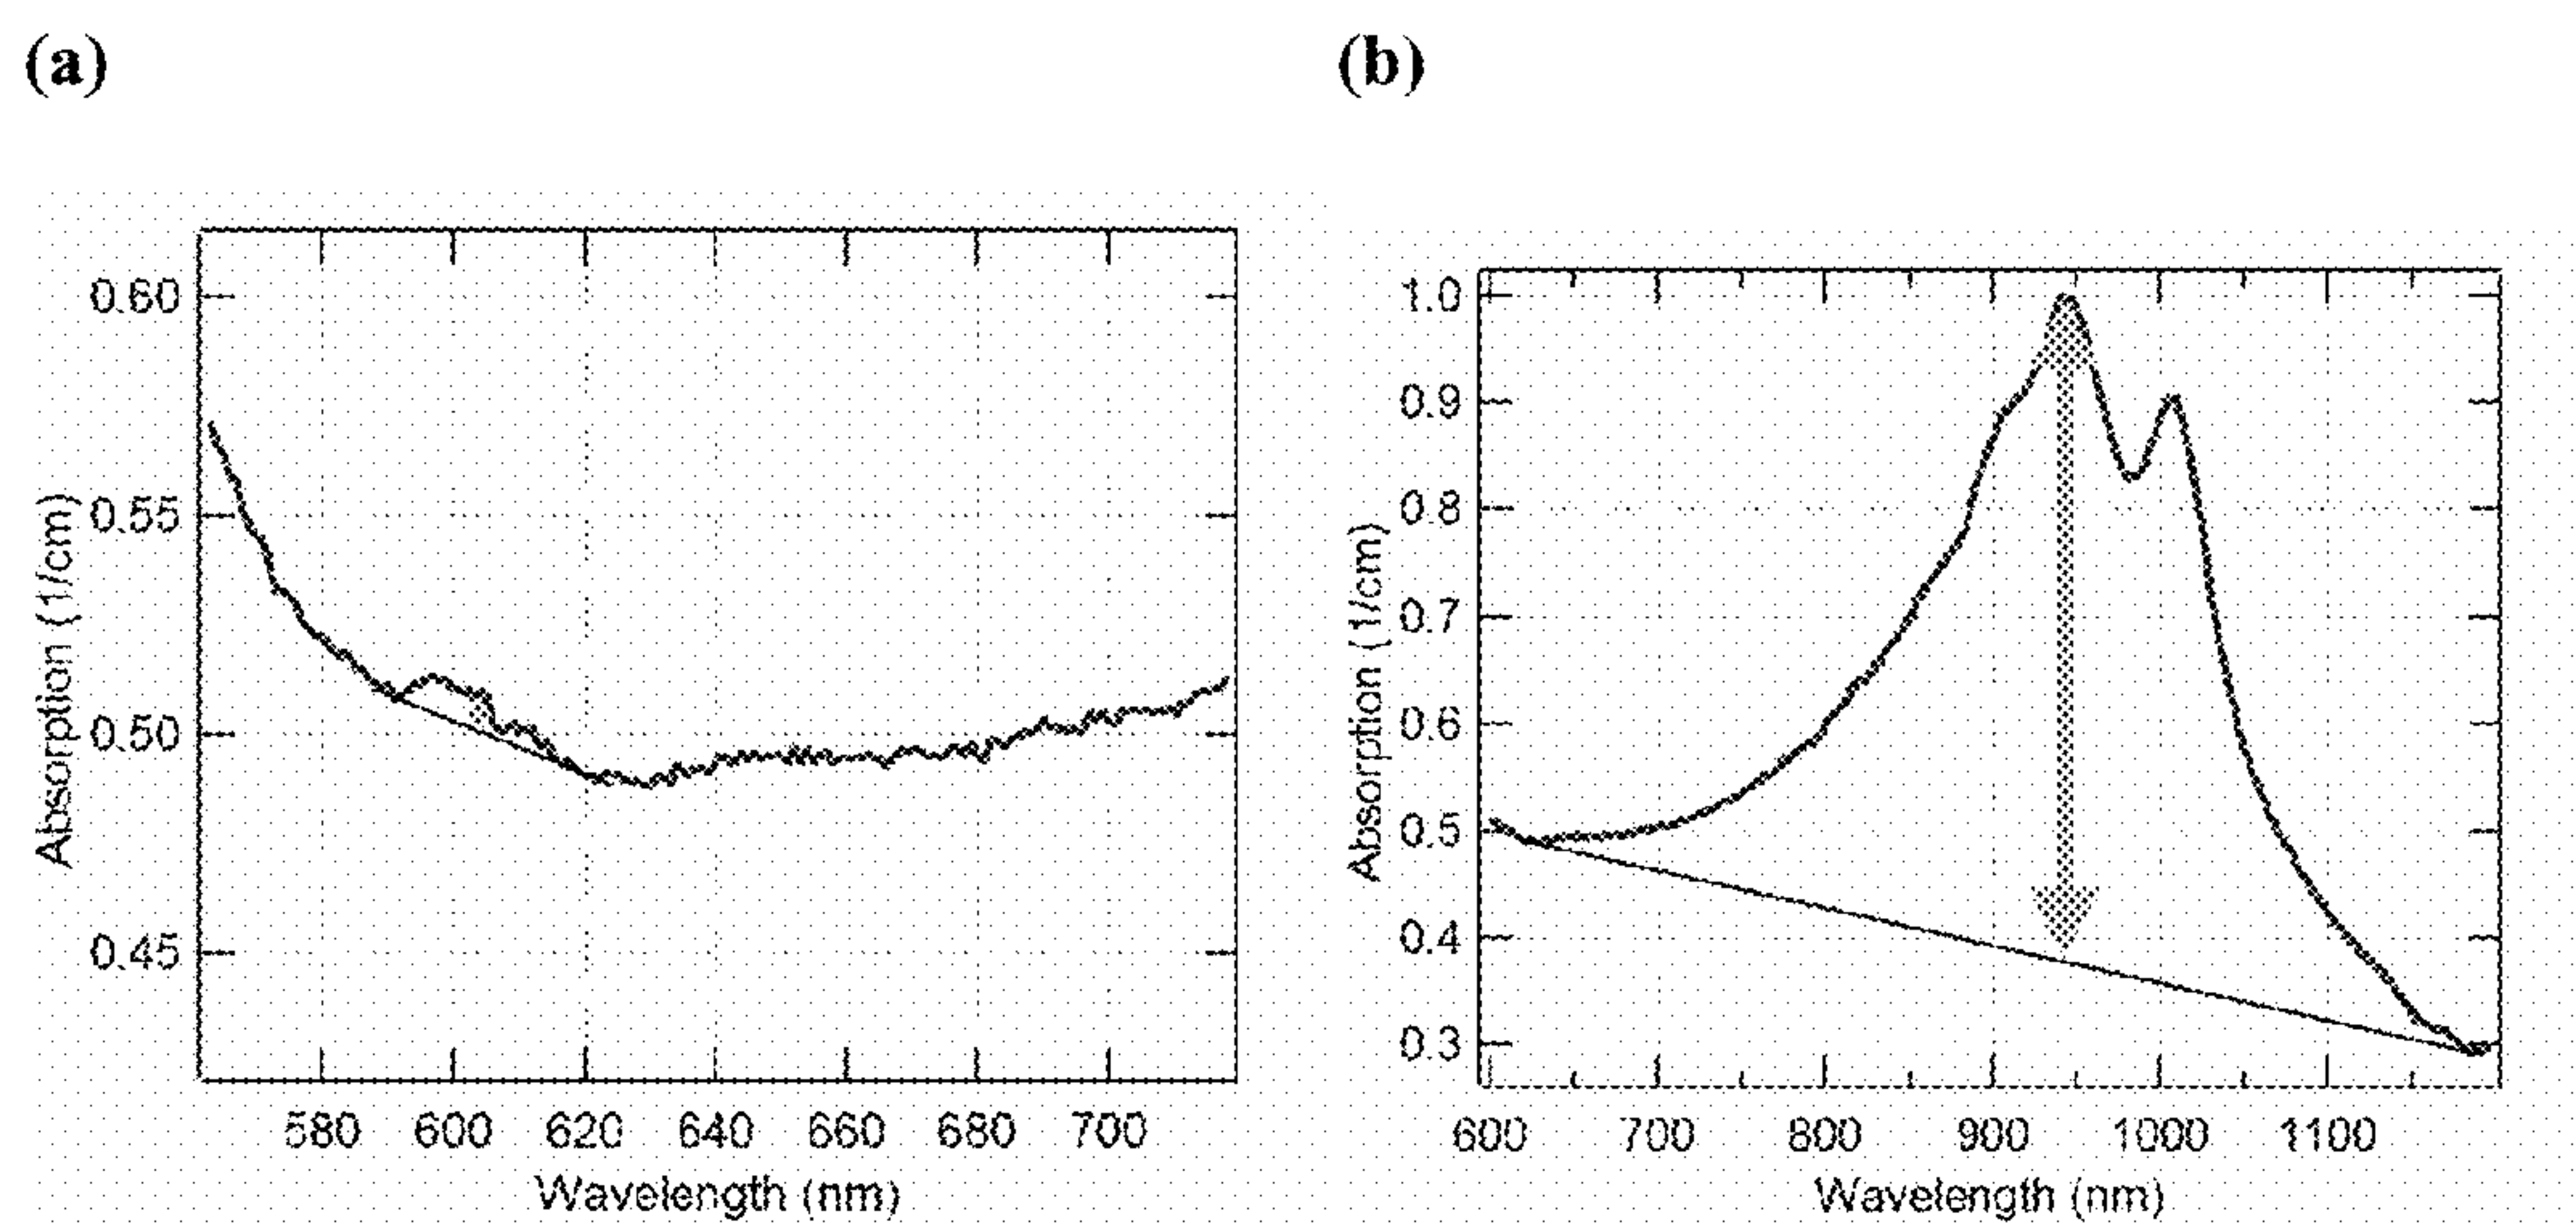 (a)
(b)
0.60
0.55
0.50
0.45
Absorption (1/cm)
580 600 620 640 660 680 700
Wavelength (nm)
1.0
0.9
0.8
0.7
0.6
0.5
0.4
0.3
Absorption (1/cm)
600 700 800 900 1000 1100
Wavelength (nm)